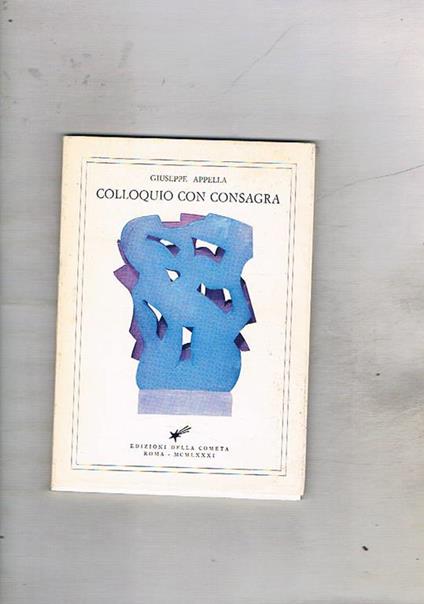 GIUSEPPE APPELLA
COLLOQUIO CON CONSAGRA
EDIZIONI DELLA COMETA
ROMA - MCMLXXXI